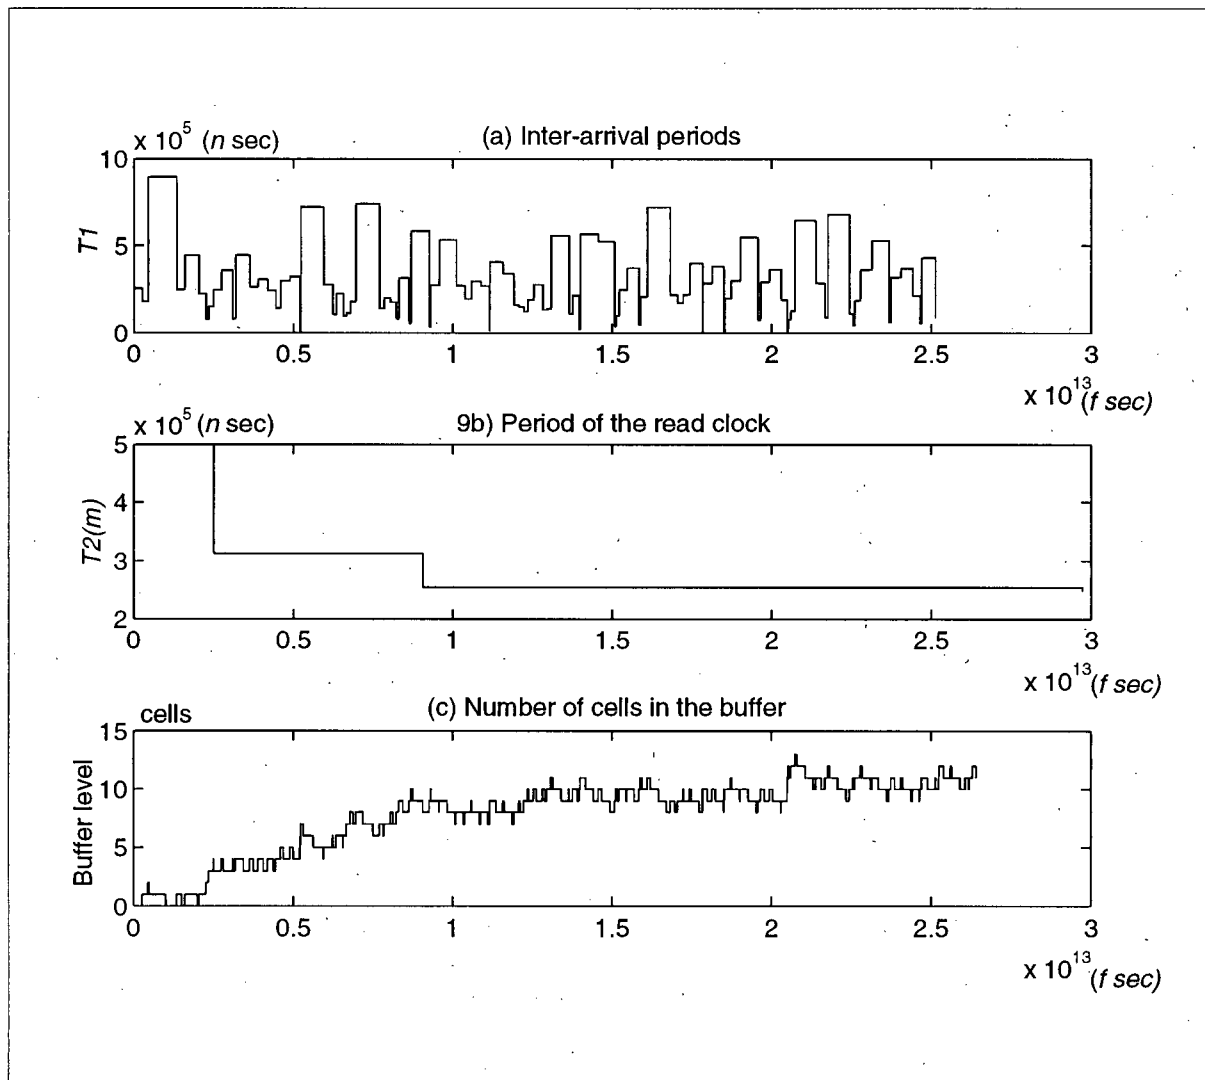 x 10^5 (n sec)
(a) Inter-arrival periods
10
5
0
T1
0 0.5 1 1.5 2 2.5 3
x 10^13 (f sec)
x 10^5 (n sec)
9b) Period of the read clock
5
4
3
2
T2(m)
0 0.5 1 1.5 2 2.5 3
x 10^13 (f sec)
cells
(c) Number of cells in the buffer
15
10
5
0
Buffer level
0 0.5 1 1.5 2 2.5 3
x 10^13 (f sec)